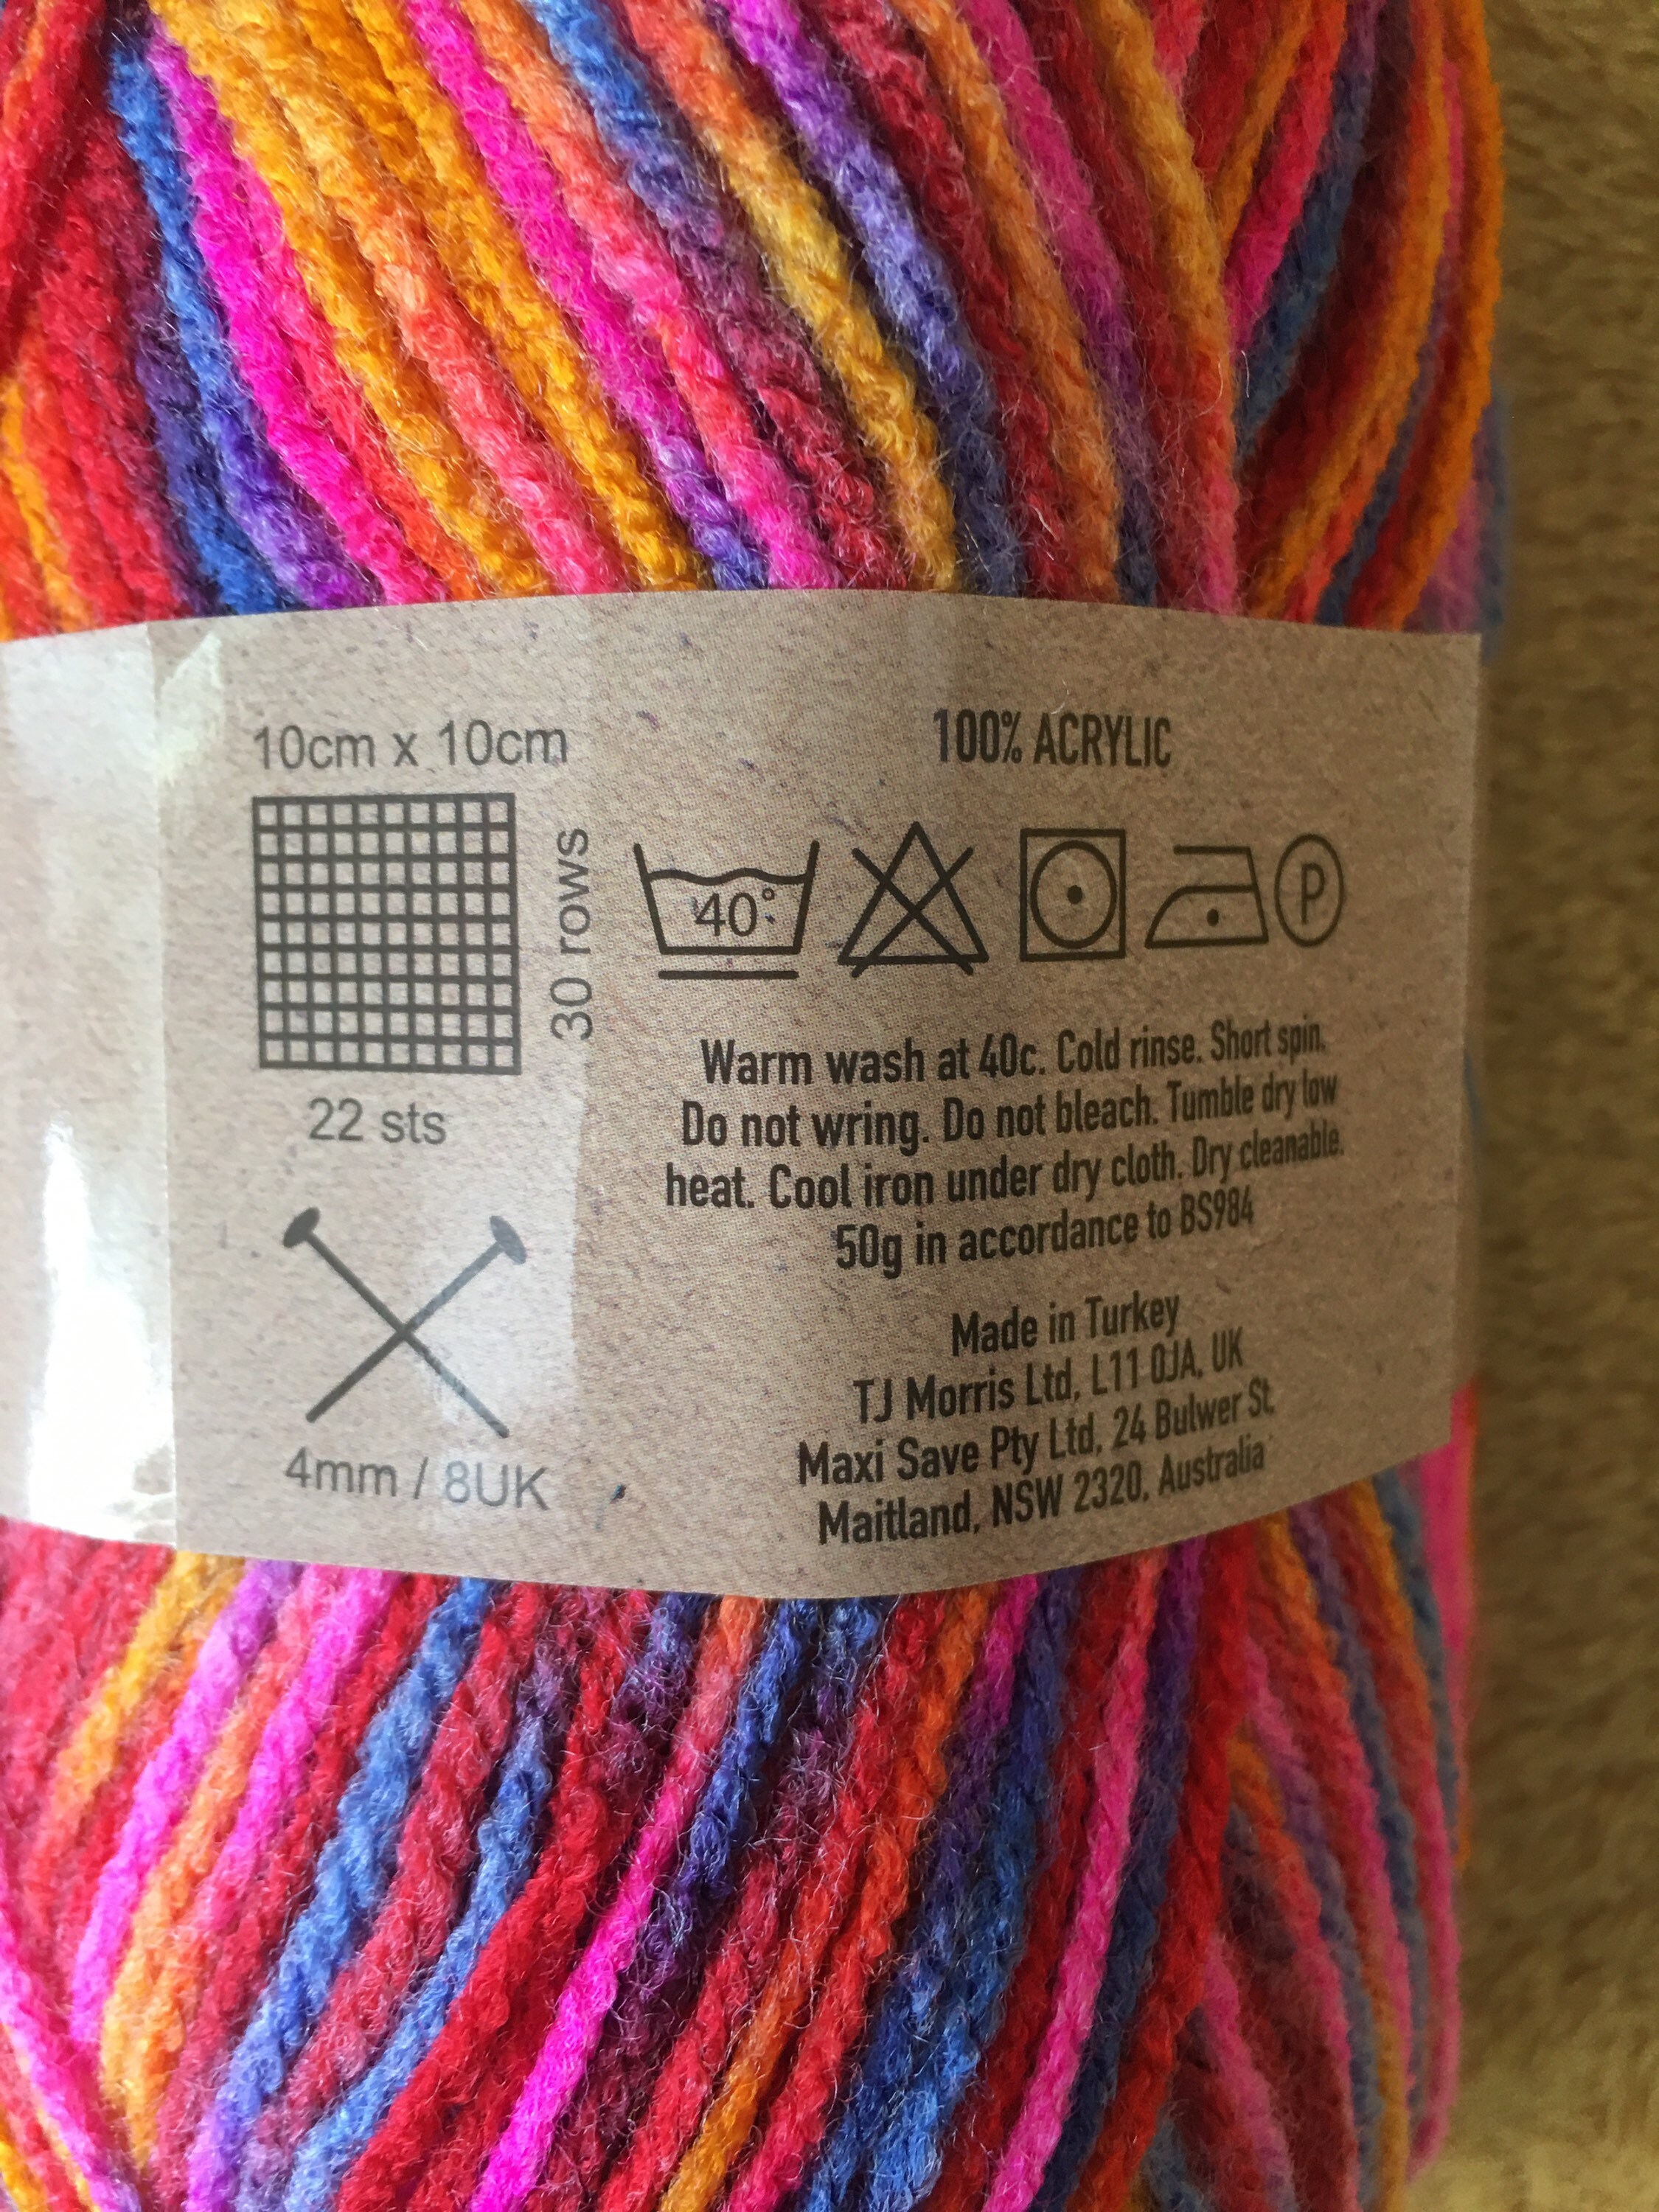 10cm x 10cm
30 rows
22 sts
4mm / 8UK
100% ACRYLIC
40°
P
Warm wash at 40c. Cold rinse. Short spin.
Do not wring. Do not bleach. Tumble dry low
heat. Cool iron under dry cloth. Dry cleanable.
50g in accordance to BS984
Made in Turkey
TJ Morris Ltd, L11 0JA, UK
Maxi Save Pty Ltd, 24 Bulwer St,
Maitland, NSW 2320, Australia